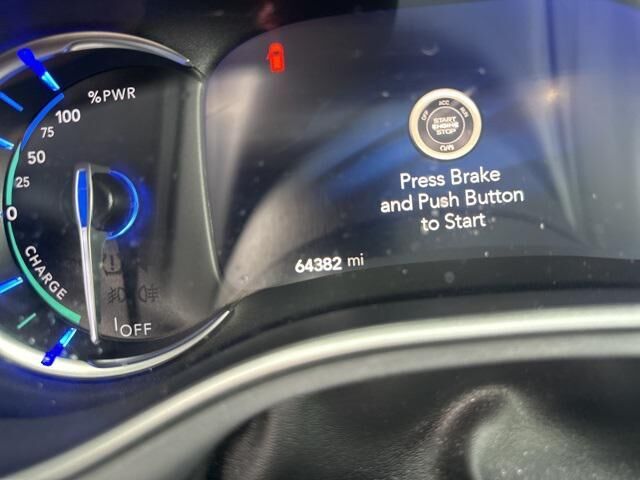 %PWR
100
75
50
25
0
CHARGE
OFF
OFF
ACC
RUN
START
ENGINE
STOP
Press Brake
and Push Button
to Start
64382 mi